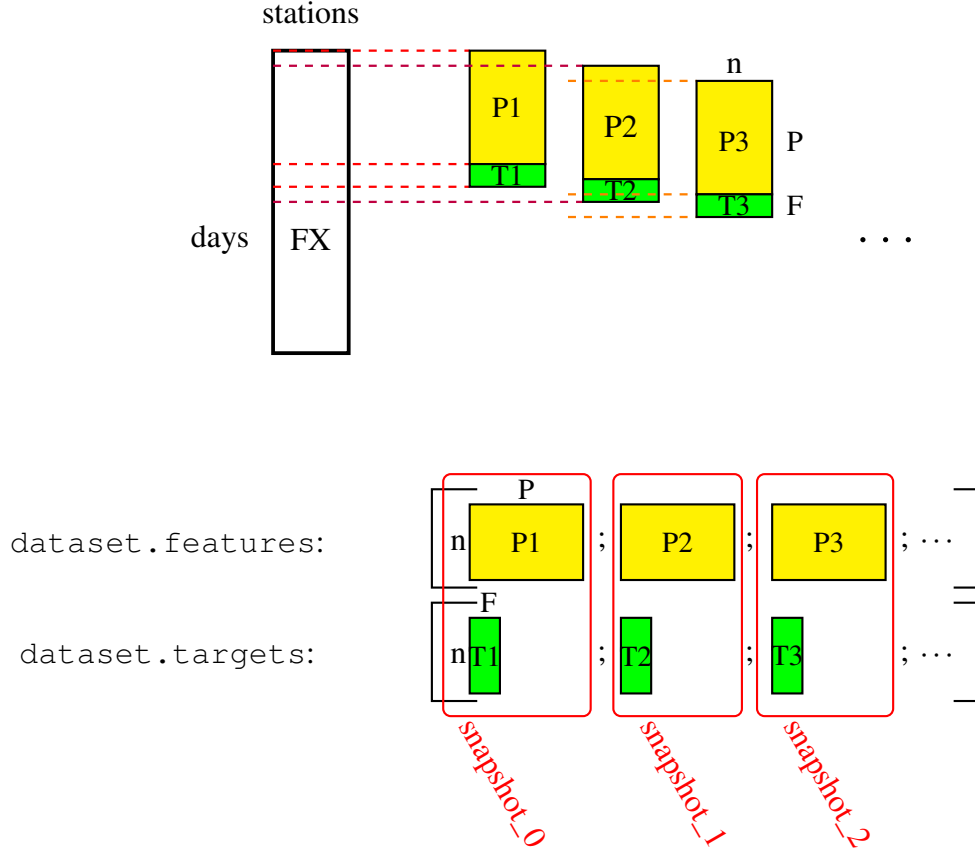 stations
n
P1
P2
P3
P
T1
T2
T3
F
days
FX
. . .
P
dataset.features:
n
P1
;
P2
;
P3
; ...
F
dataset.targets:
n
T1
;
T2
;
T3
; ...
snapshot_0
snapshot_1
snapshot_2